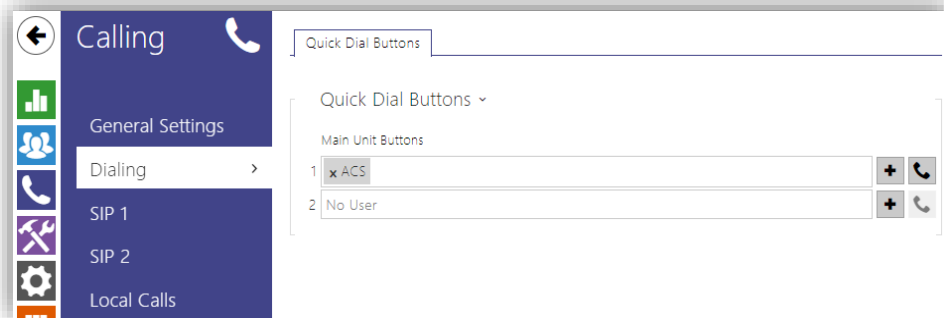 Calling
General Settings
Dialing
SIP 1
SIP 2
Local Calls
Quick Dial Buttons
Quick Dial Buttons
Main Unit Buttons
1 x ACS
2 No User